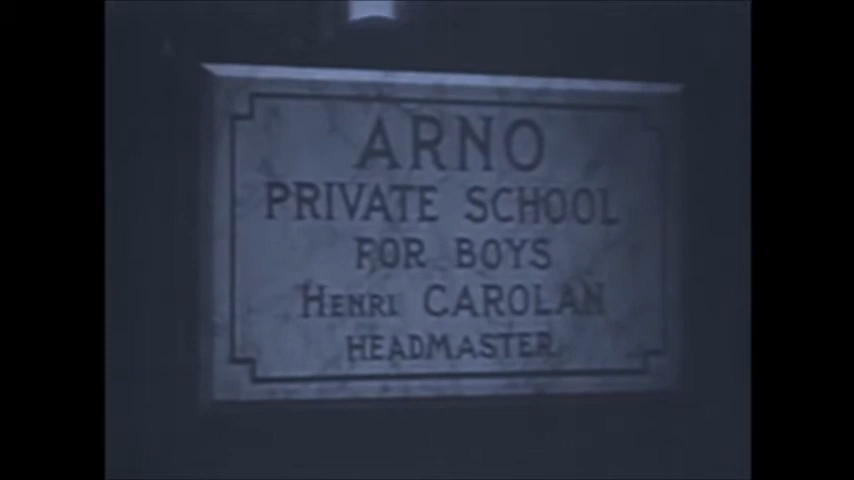 ARNO
PRIVATE SCHOOL
FOR BOYS
HENRI CAROLAN
HEADMASTER